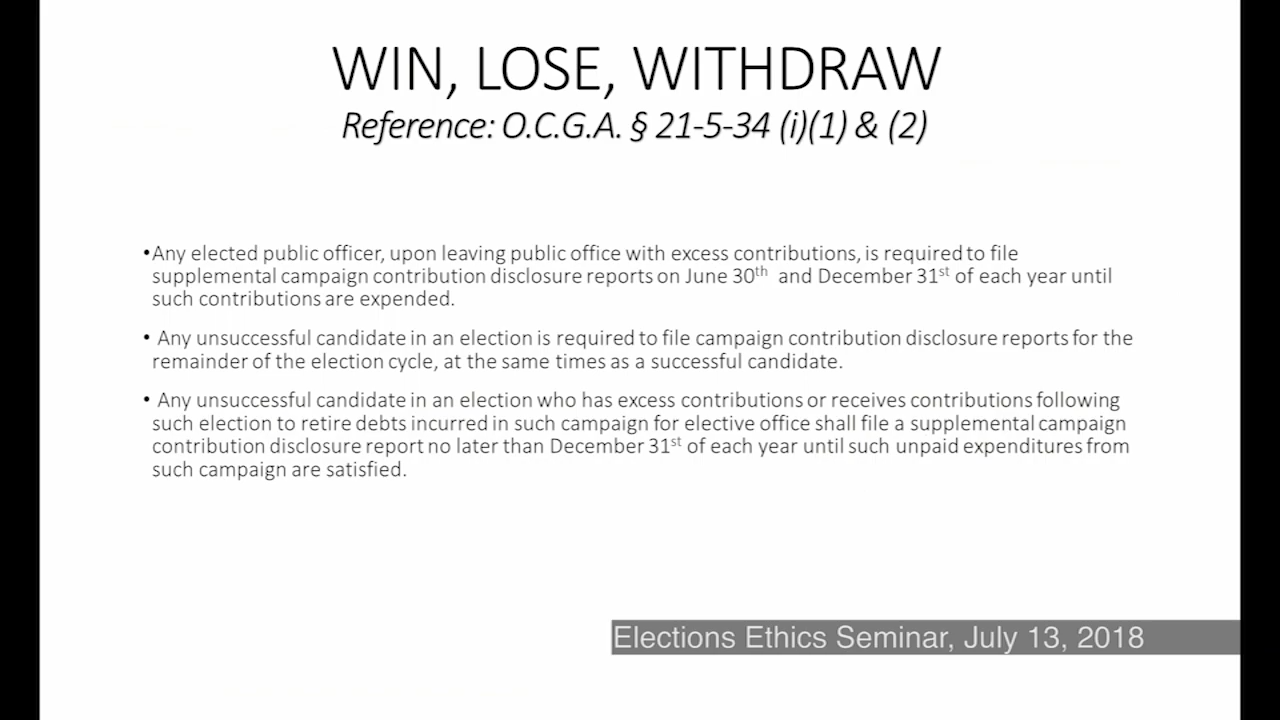 WIN, LOSE, WITHDRAW
Reference: O.C.G.A. § 21-5-34 (i)(1) & (2)
•Any elected public officer, upon leaving public office with excess contributions, is required to file
supplemental campaign contribution disclosure reports on June 30th and December 31st of each year until
such contributions are expended.
• Any unsuccessful candidate in an election is required to file campaign contribution disclosure reports for the
remainder of the election cycle, at the same times as a successful candidate.
• Any unsuccessful candidate in an election who has excess contributions or receives contributions following
such election to retire debts incurred in such campaign for elective office shall file a supplemental campaign
contribution disclosure report no later than December 31st of each year until such unpaid expenditures from
such campaign are satisfied.
Elections Ethics Seminar, July 13, 2018